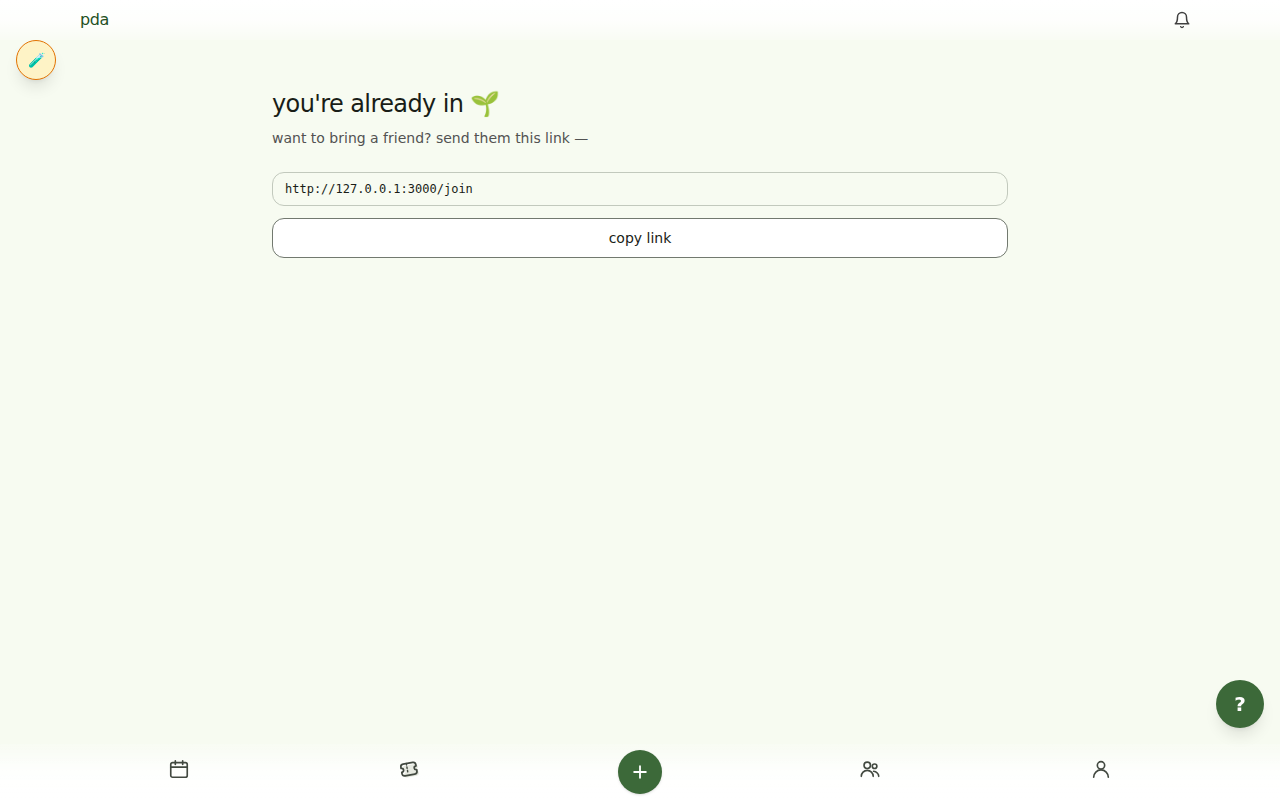 pda
you're already in 🌱
want to bring a friend? send them this link —
http://127.0.0.1:3000/join
copy link
?